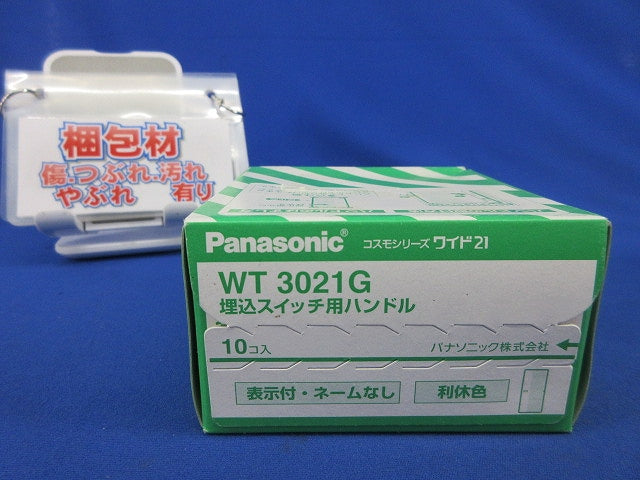 梱包材
傷.つぶれ.汚れ
やぶれ 有り
Panasonic® コスモシリーズ ワイド21
WT 3021G
埋込スイッチ用ハンドル
10コ入 パナソニック株式会社
表示付・ネームなし 利休色